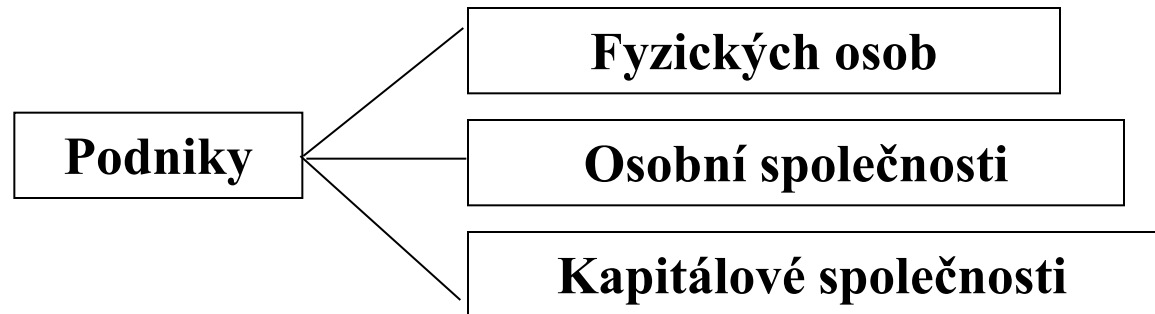 Fyzických osob
Podniky
Osobní společnosti
Kapitálové společnosti